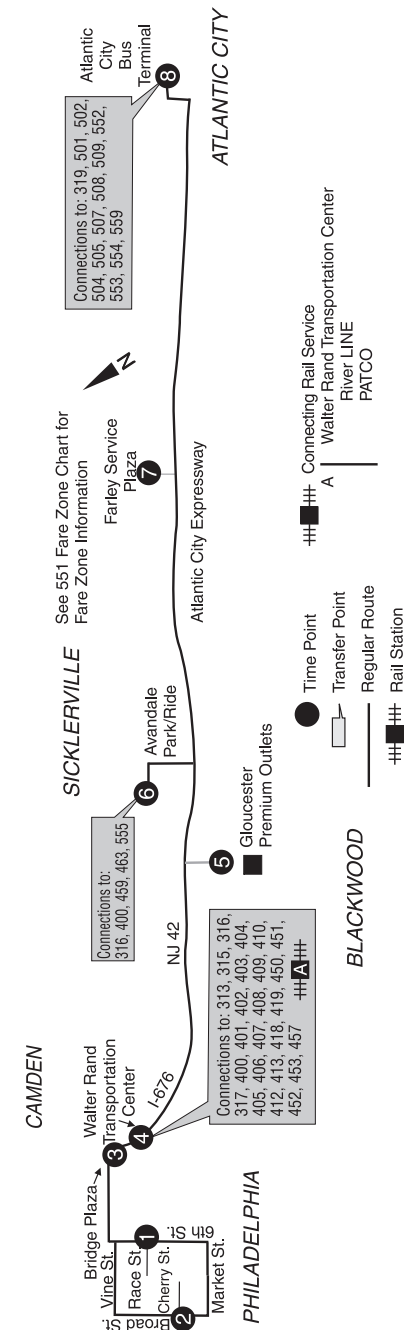 CAMDEN
SICKLERVILLE
See 551 Fare Zone Chart for
Fare Zone Information
N
Connections to: 319, 501, 502,
504, 505, 507, 508, 509, 552,
553, 554, 559
Atlantic
City
Bus
Terminal
8
ATLANTIC CITY
Farley Service
Plaza
7
Atlantic City Expressway
Connections to:
316, 400, 459, 463, 555
Avandale
Park/Ride
6
5
Gloucester
Premium Outlets
NJ 42
BLACKWOOD
Bridge Plaza
Walter Rand
Transportation
Center
3
4
I-676
Connections to: 313, 315, 316,
317, 400, 401, 402, 403, 404,
405, 406, 407, 408, 409, 410,
412, 413, 418, 419, 450, 451,
452, 453, 457
A
Vine St.
Race St.
Cherry St.
Broad St.
6th St.
Market St.
1
2
PHILADELPHIA
Time Point
Transfer Point
Regular Route
Rail Station
Connecting Rail Service
A Walter Rand Transportation Center
River LINE
PATCO